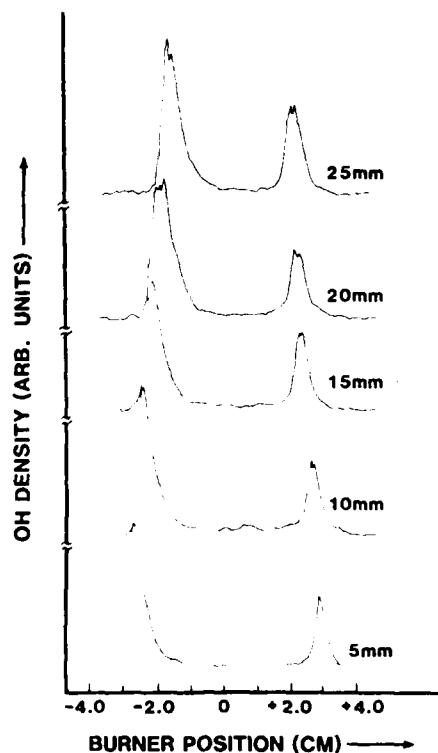 25mm
20mm
15mm
10mm
5mm
OH DENSITY (ARB. UNITS)
-4.0 -2.0 0 +2.0 +4.0
BURNER POSITION (CM)